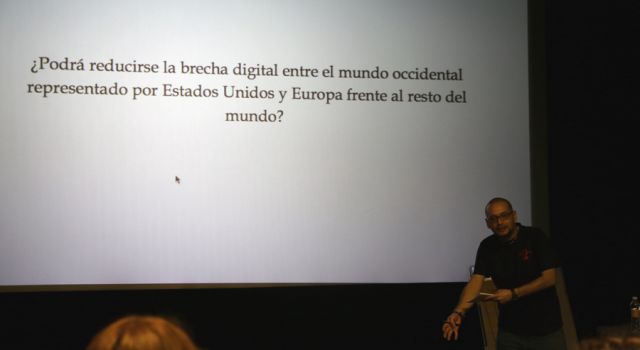 ¿Podrá reducirse la brecha digital entre el mundo occidental
representado por Estados Unidos y Europa frente al resto del
mundo?